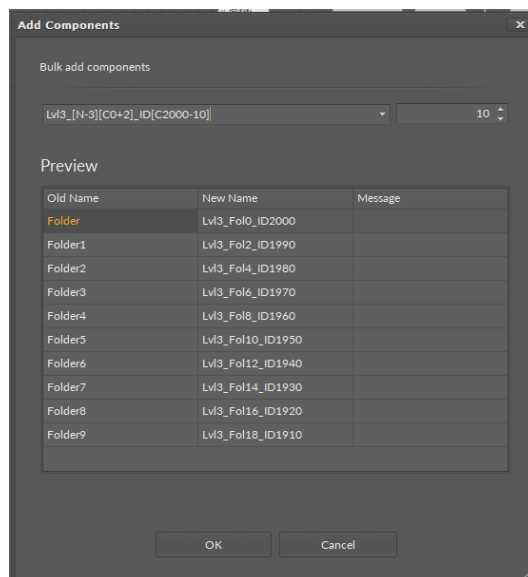 Add Components
Bulk add components
Lvl3_[N-3][C0+2]_ID[C2000-10] 10
Preview
Old Name New Name Message
Folder Lvl3_Fol0_ID2000
Folder1 Lvl3_Fol2_ID1990
Folder2 Lvl3_Fol4_ID1980
Folder3 Lvl3_Fol6_ID1970
Folder4 Lvl3_Fol8_ID1960
Folder5 Lvl3_Fol10_ID1950
Folder6 Lvl3_Fol12_ID1940
Folder7 Lvl3_Fol14_ID1930
Folder8 Lvl3_Fol16_ID1920
Folder9 Lvl3_Fol18_ID1910
OK Cancel